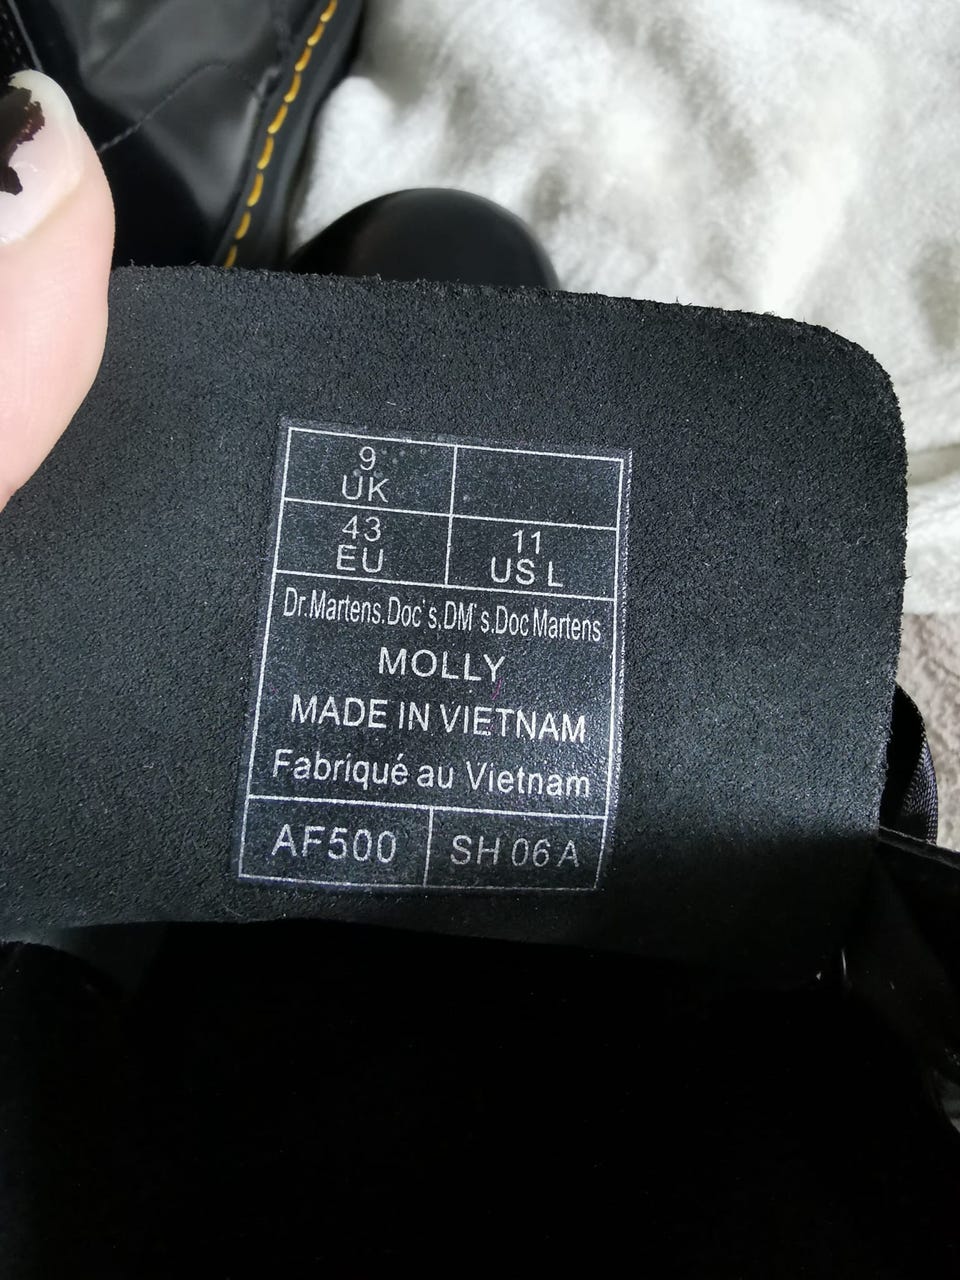 9
UK
43
EU
11
US L
Dr.Martens.Doc's,DM's.Doc Martens
MOLLY
MADE IN VIETNAM
Fabriqué au Vietnam
AF500
SH 06 A